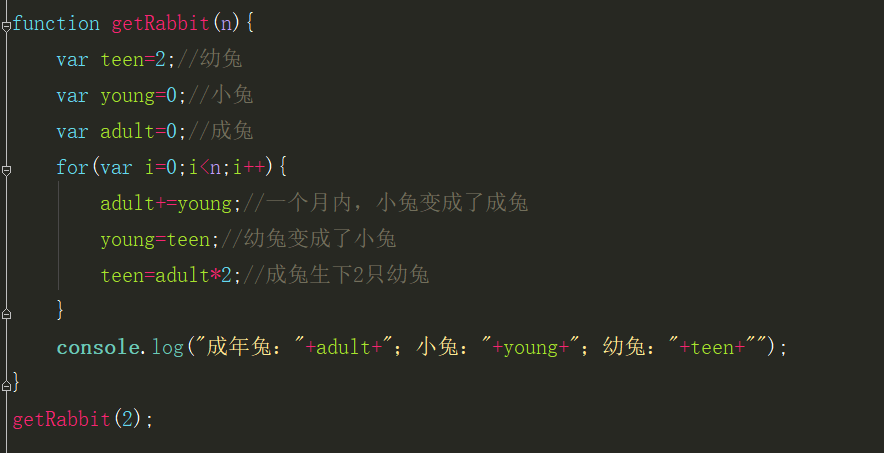 function getRabbit(n){
    var teen=2;//幼兔
    var young=0;//小兔
    var adult=0;//成兔
    for(var i=0;i<n;i++){
        adult+=young;//一个月内，小兔变成了成兔
        young=teen;//幼兔变成了小兔
        teen=adult*2;//成兔生下2只幼兔
    }
    console.log("成年兔："+adult+"；小兔："+young+"；幼兔："+teen+"");
}
getRabbit(2);